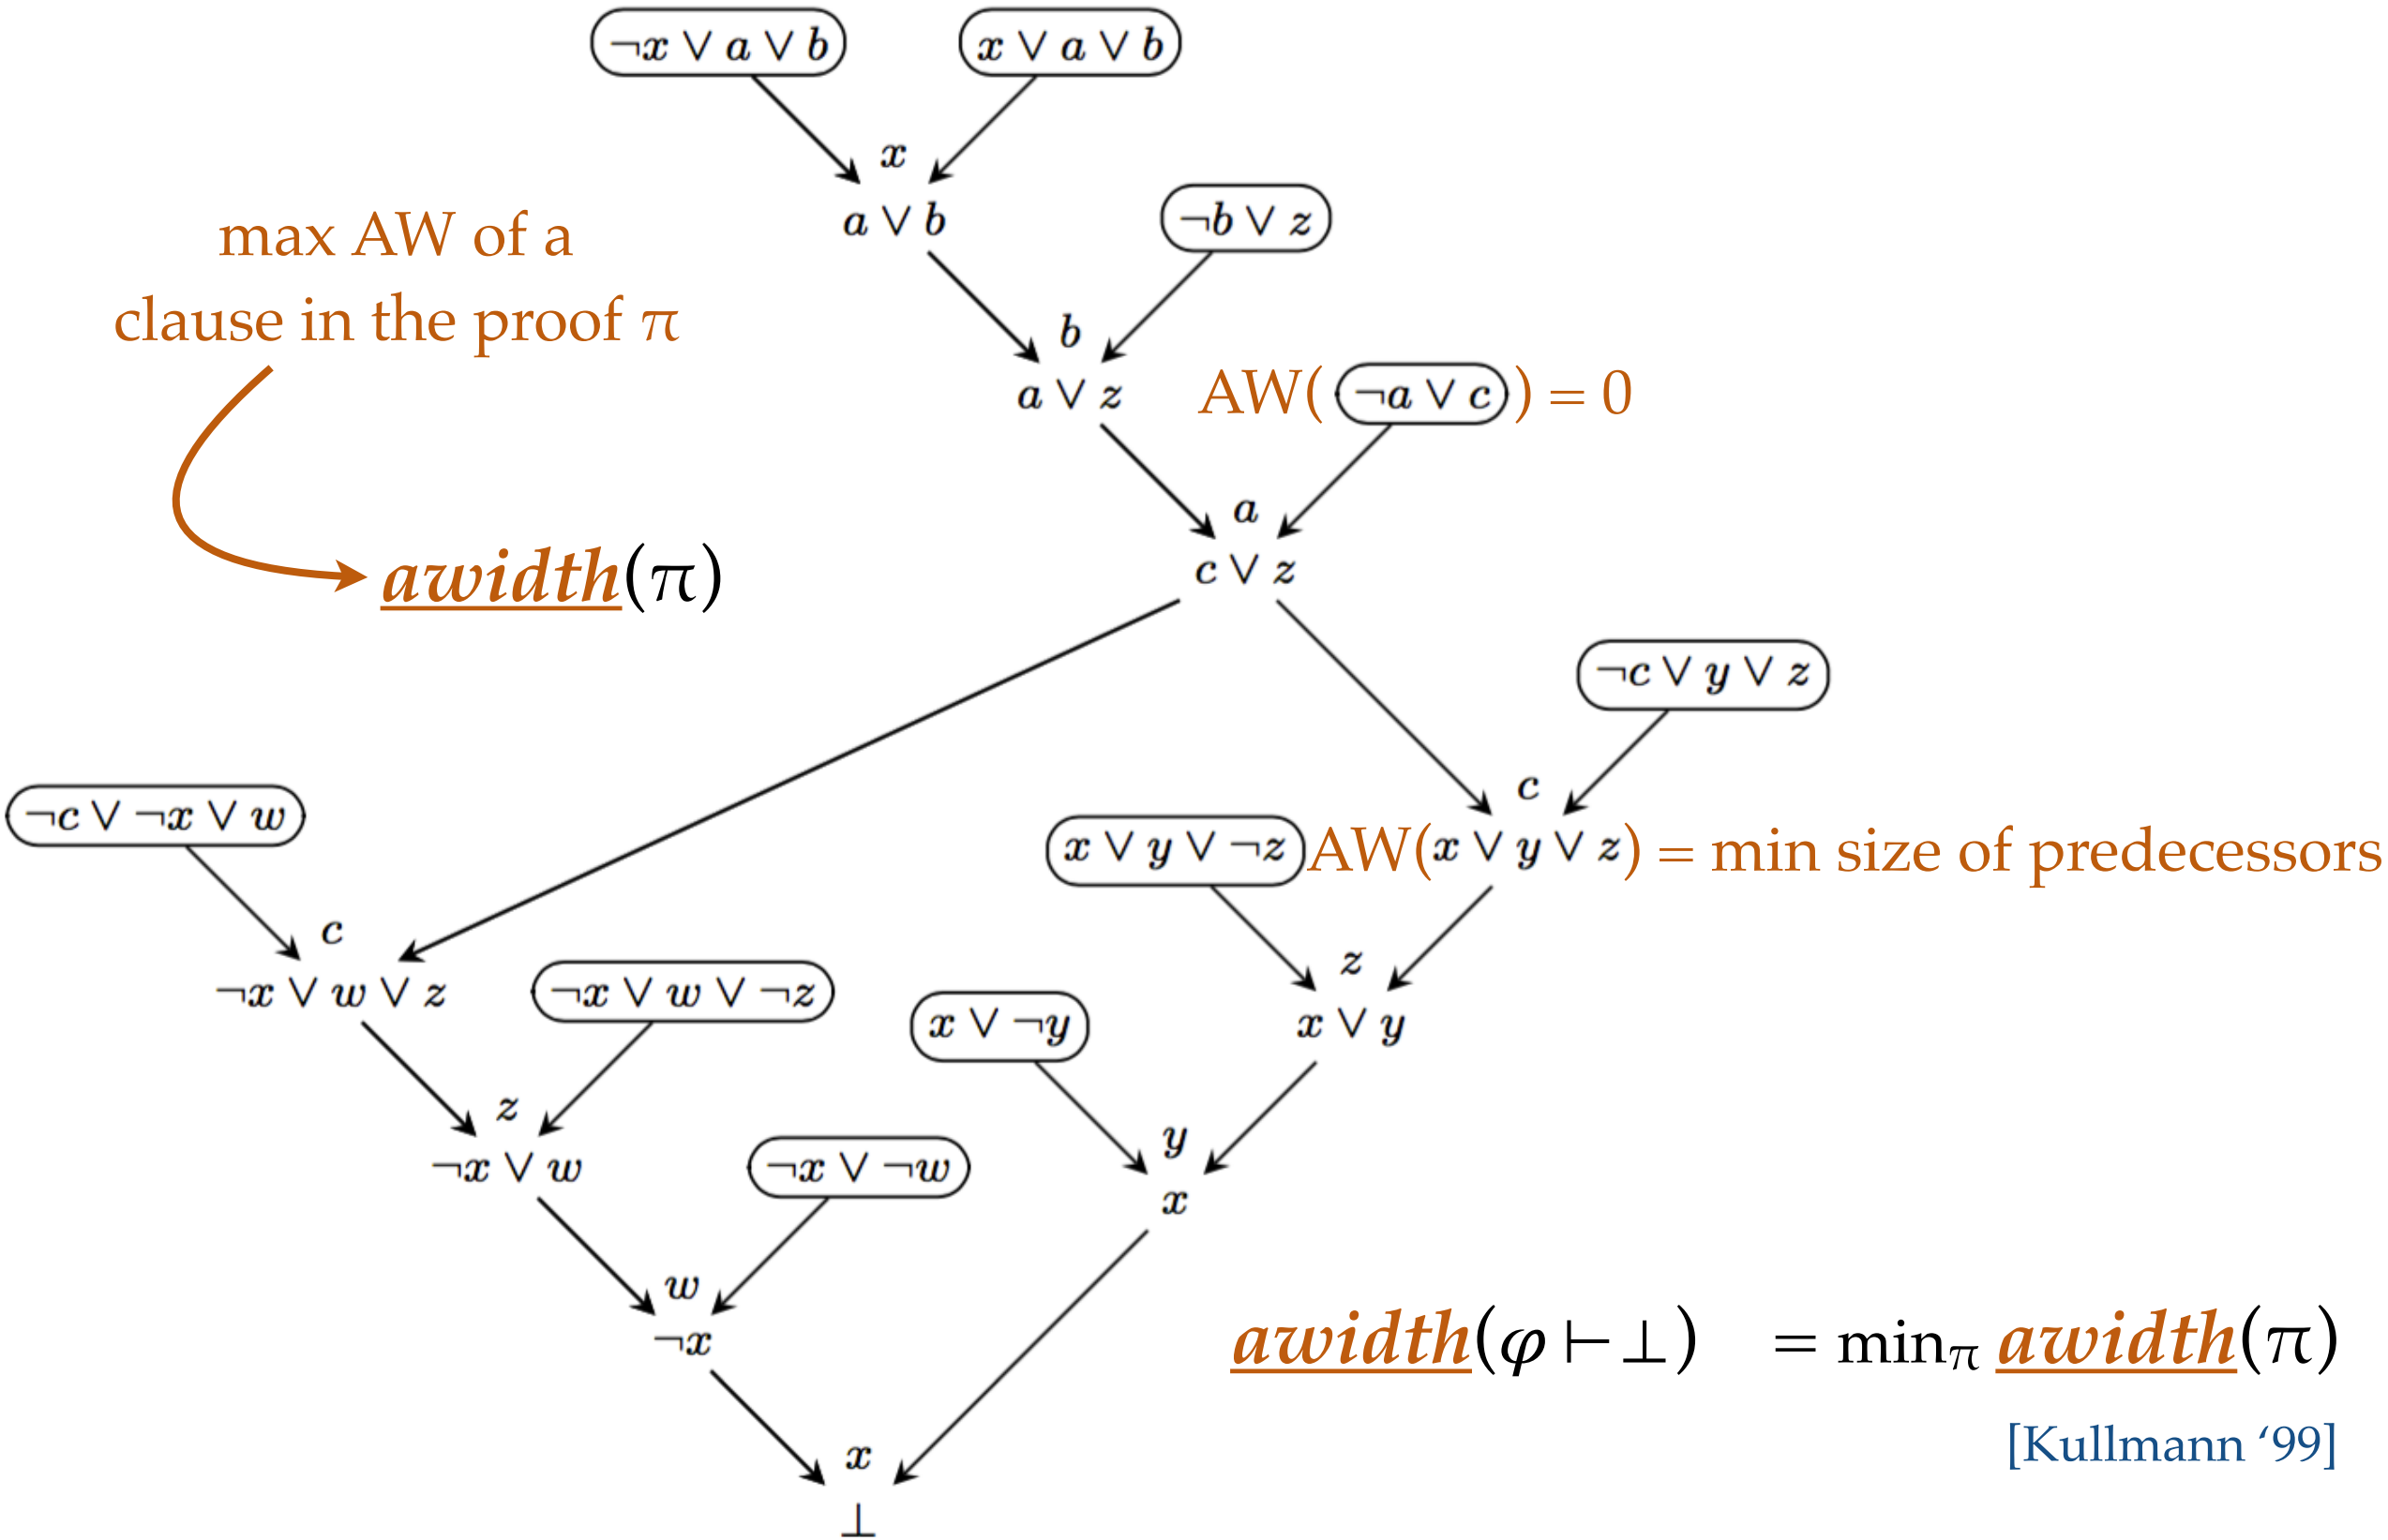 ¬x ∨ a ∨ b
x ∨ a ∨ b
x
a ∨ b
¬b ∨ z
max AW of a
clause in the proof π
b
a ∨ z
AW( ¬a ∨ c ) = 0
a
c ∨ z
awidth(π)
¬c ∨ y ∨ z
c
¬c ∨ ¬x ∨ w
x ∨ y ∨ ¬z
AW(x ∨ y ∨ z) = min size of predecessors
c
¬x ∨ w ∨ z
¬x ∨ w ∨ ¬z
z
x ∨ ¬y
x ∨ y
z
¬x ∨ w
¬x ∨ ¬w
y
x
w
¬x
awidth(φ ⊢ ⊥) = minπ awidth(π)
[Kullmann ‘99]
x
⊥